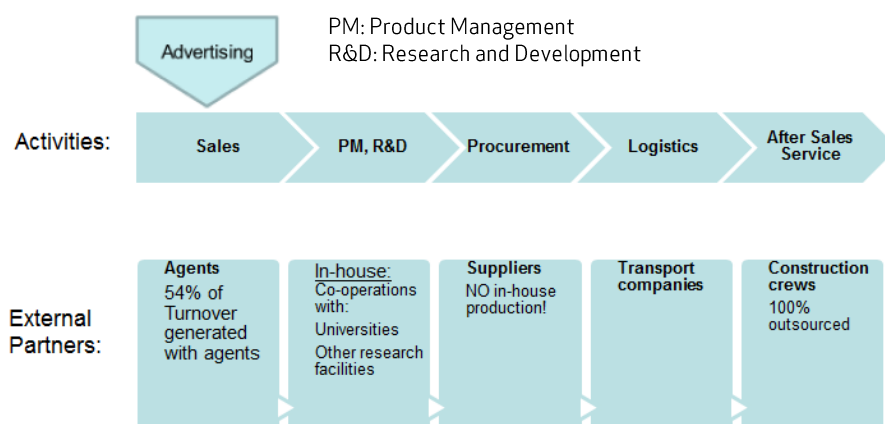 PM: Product Management
R&D: Research and Development
Advertising
Activities:
Sales
PM, R&D
Procurement
Logistics
After Sales
Service
External
Partners:
Agents
54% of
Turnover
generated
with agents
In-house:
Co-operations
with:
Universities
Other research
facilities
Suppliers
NO in-house
production!
Transport
companies
Construction
crews
100%
outsourced